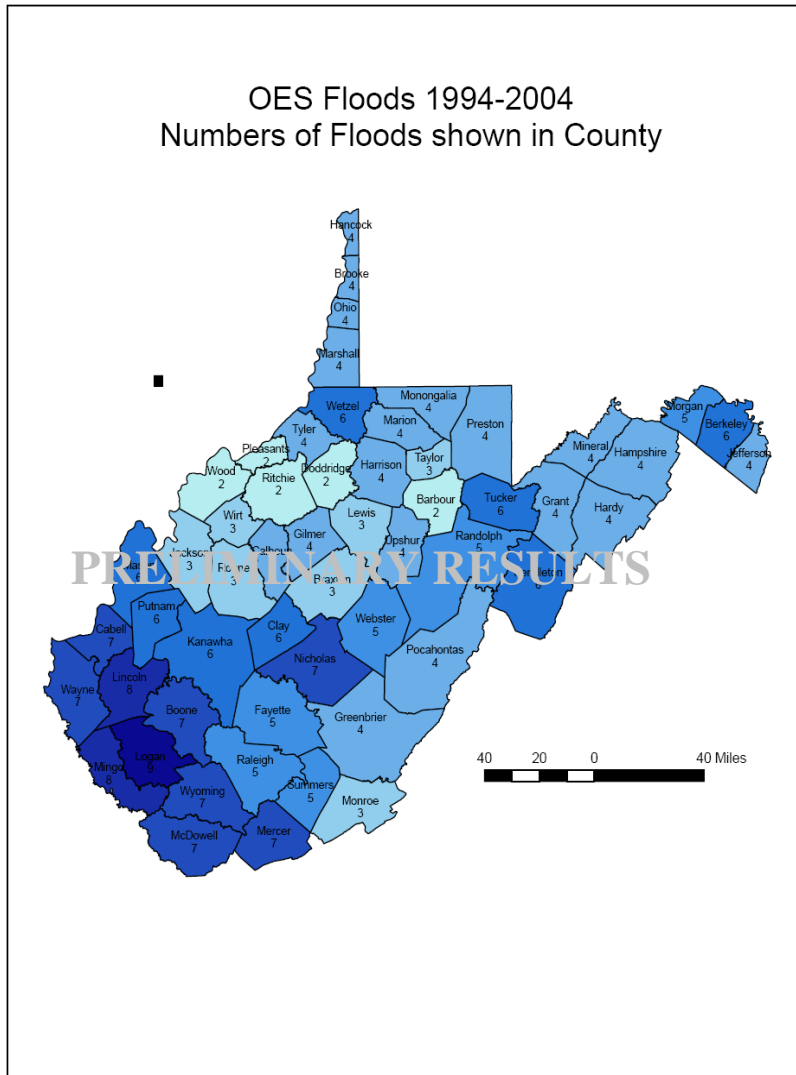 OES Floods 1994-2004
Numbers of Floods shown in County
Hancock
4
Brooke
4
Ohio
4
Marshall
4
Wetzel
6
Monongalia
4
Marion
4
Preston
4
Morgan
5
Berkeley
6
Jefferson
4
Tyler
4
Pleasants
2
Wood
2
Ritchie
2
Doddridge
2
Harrison
4
Taylor
3
Barbour
2
Tucker
6
Mineral
4
Hampshire
4
Grant
4
Hardy
4
Wirt
3
Lewis
3
Gilmer
4
Upshur
4
Randolph
5
Jackson
3
Calhoun
3
Braxton
3
PRELIMINARY RESULTS
6
6
Putnam
6
Clay
6
Webster
5
Cabell
7
Kanawha
6
Nicholas
7
Pocahontas
4
Wayne
7
Lincoln
8
Boone
7
Fayette
5
Greenbrier
4
Logan
9
Mingo
8
Raleigh
5
Summers
5
Wyoming
7
Monroe
3
McDowell
7
Mercer
7
40 20 0 40 Miles